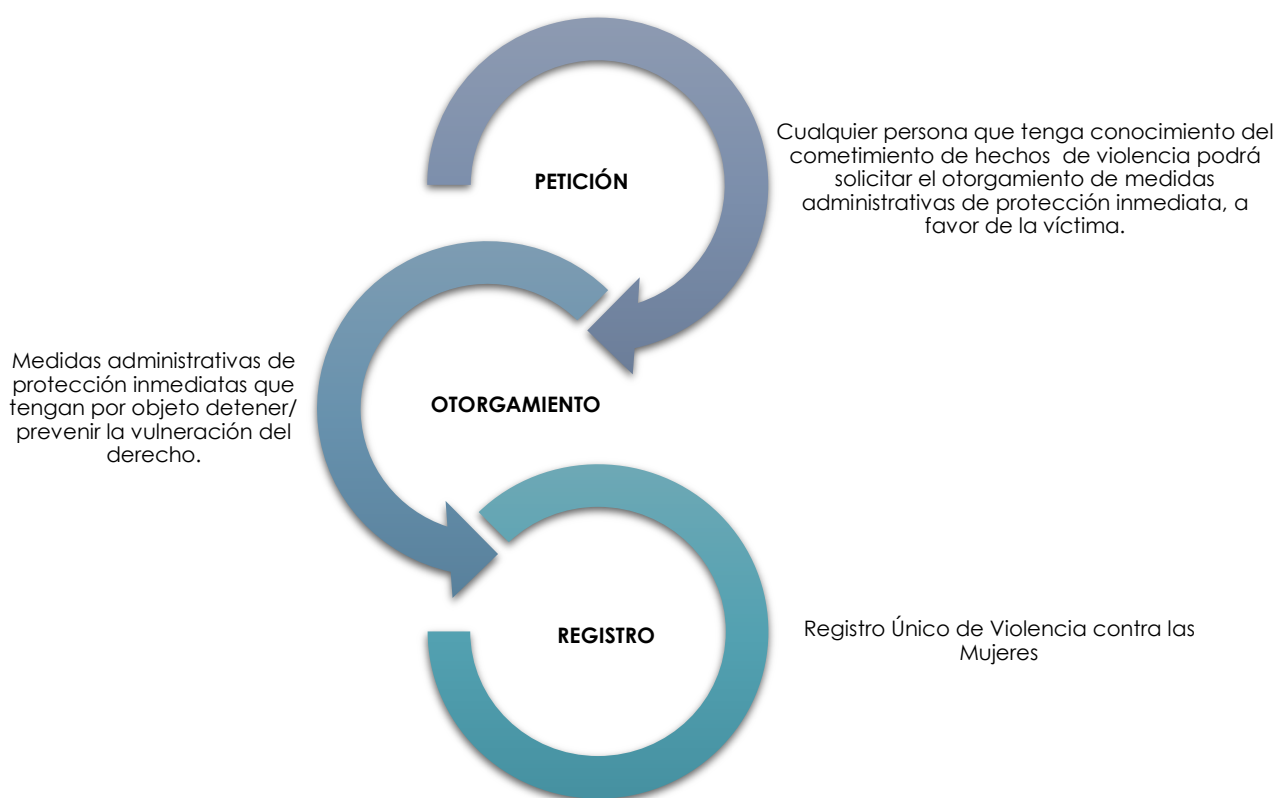 PETICIÓN
Cualquier persona que tenga conocimiento del
cometimiento de hechos de violencia podrá
solicitar el otorgamiento de medidas
administrativas de protección inmediata, a
favor de la víctima.
Medidas administrativas de
protección inmediatas que
tengan por objeto detener/
prevenir la vulneración del
derecho.
OTORGAMIENTO
REGISTRO
Registro Único de Violencia contra las
Mujeres